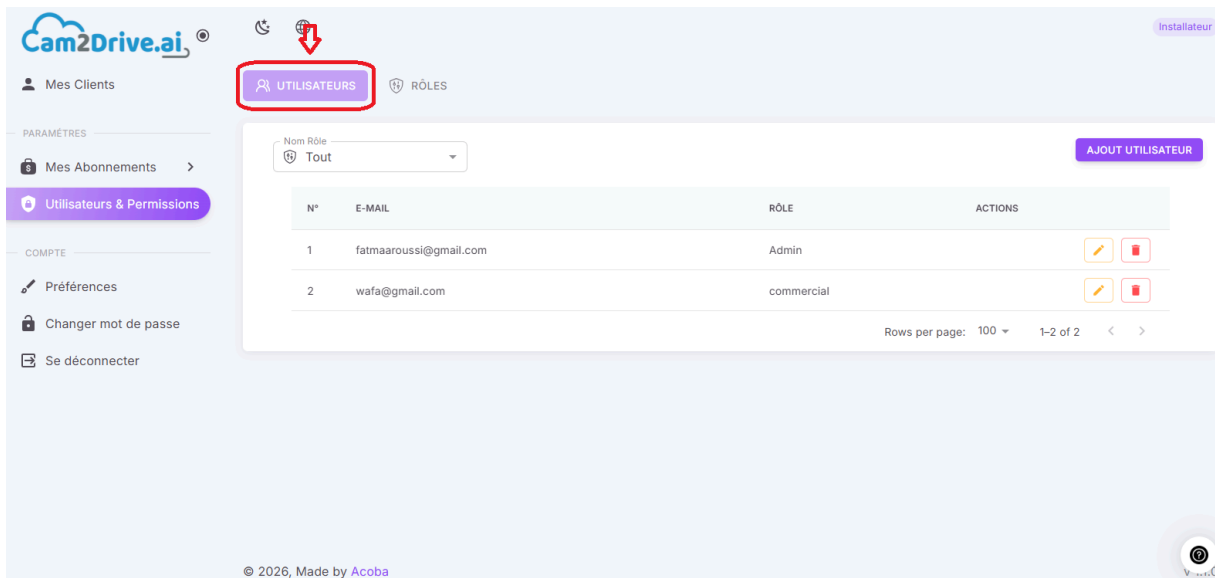 Cam2Drive.ai
Installateur
Mes Clients
UTILISATEURS
RÔLES
PARAMÉTRES
Nom Rôle
Tout
AJOUT UTILISATEUR
Mes Abonnements
Utilisateurs & Permissions
N° E-MAIL RÔLE ACTIONS
1 fatmaaroussi@gmail.com Admin
2 wafa@gmail.com commercial
COMPTE
Préférences
Changer mot de passe
Se déconnecter
Rows per page: 100 1–2 of 2
© 2026, Made by Acoba